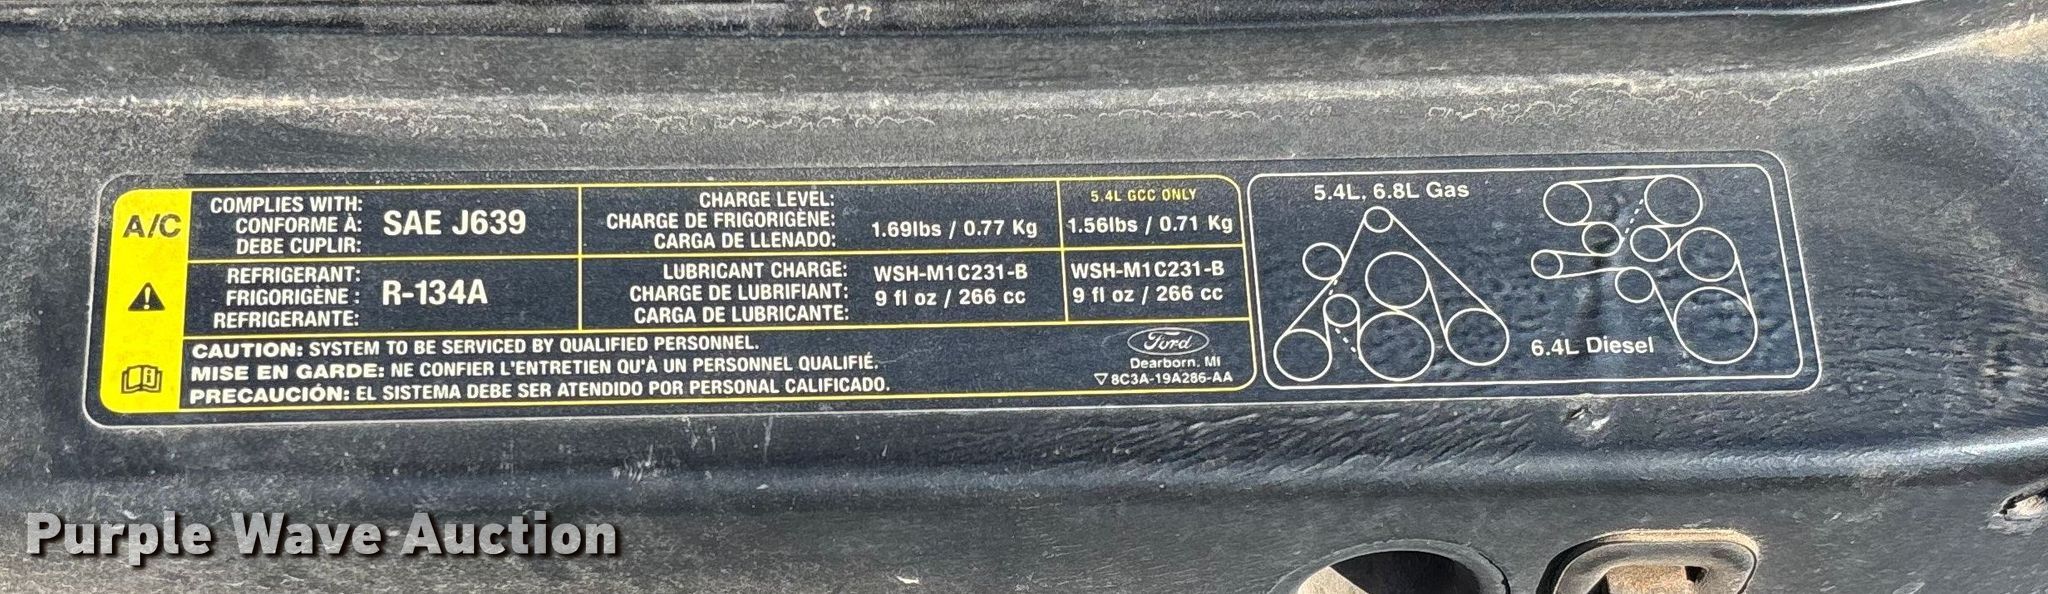 A/C
COMPLIES WITH:
CONFORME À:
DEBE CUPLIR:
SAE J639
CHARGE LEVEL:
CHARGE DE FRIGORIGÈNE:
CARGA DE LLENADO:
1.69lbs / 0.77 Kg
5.4L GCC ONLY
1.56lbs / 0.71 Kg
REFRIGERANT:
FRIGORIGÈNE :
REFRIGERANTE:
R-134A
LUBRICANT CHARGE:
CHARGE DE LUBRIFIANT:
CARGA DE LUBRICANTE:
WSH-M1C231-B
9 fl oz / 266 cc
WSH-M1C231-B
9 fl oz / 266 cc
CAUTION: SYSTEM TO BE SERVICED BY QUALIFIED PERSONNEL.
MISE EN GARDE: NE CONFIER L'ENTRETIEN QU'À UN PERSONNEL QUALIFIÉ.
PRECAUCIÓN: EL SISTEMA DEBE SER ATENDIDO POR PERSONAL CALIFICADO.
Ford
Dearborn, MI
8C3A-19A286-AA
5.4L, 6.8L Gas
6.4L Diesel
Purple Wave Auction